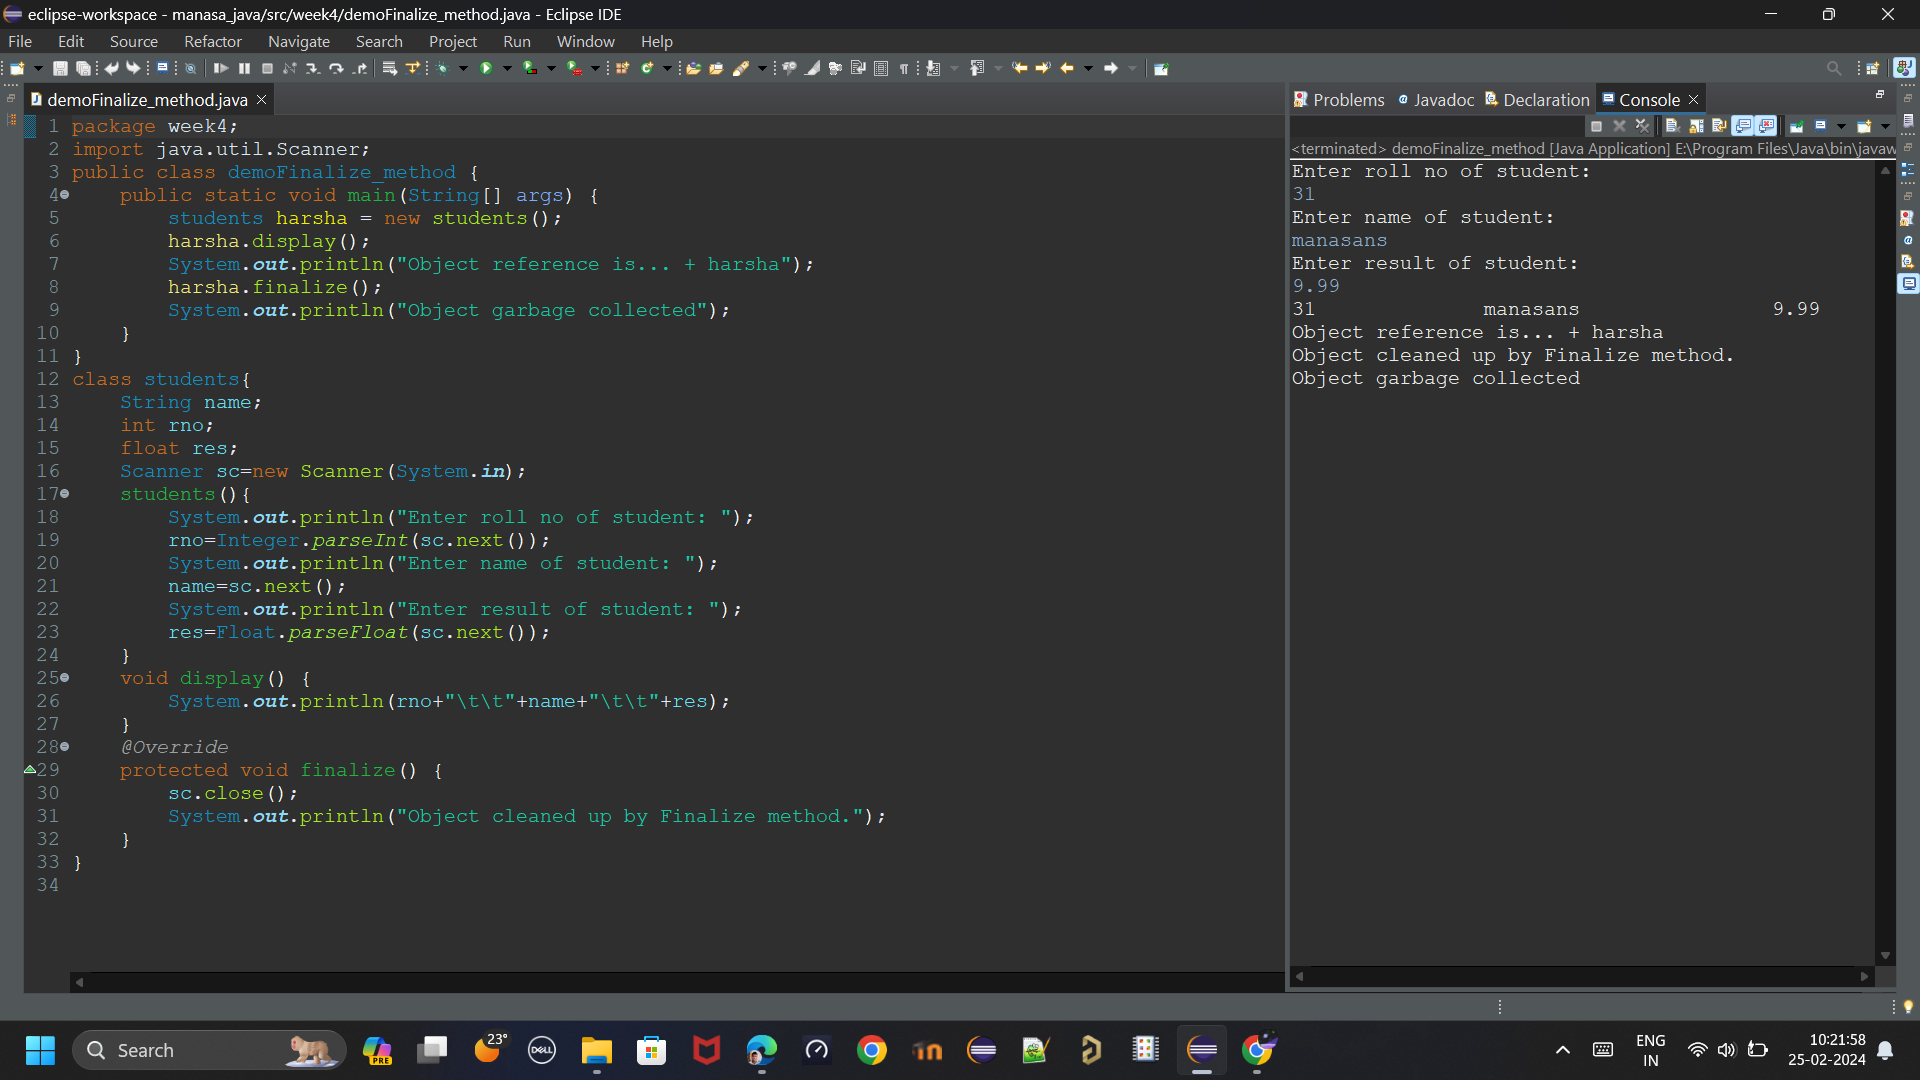 eclipse-workspace - manasa_java/src/week4/demoFinalize_method.java - Eclipse IDE
File Edit Source Refactor Navigate Search Project Run Window Help
demoFinalize_method.java
1 package week4;
2 import java.util.Scanner;
3 public class demoFinalize_method {
4 public static void main(String[] args) {
5 students harsha = new students();
6 harsha.display();
7 System.out.println("Object reference is... + harsha");
8 harsha.finalize();
9 System.out.println("Object garbage collected");
10 }
11 }
12 class students{
13 String name;
14 int rno;
15 float res;
16 Scanner sc=new Scanner(System.in);
17 students(){
18 System.out.println("Enter roll no of student: ");
19 rno=Integer.parseInt(sc.next());
20 System.out.println("Enter name of student: ");
21 name=sc.next();
22 System.out.println("Enter result of student: ");
23 res=Float.parseFloat(sc.next());
24 }
25 void display() {
26 System.out.println(rno+"\t\t"+name+"\t\t"+res);
27 }
28 @Override
29 protected void finalize() {
30 sc.close();
31 System.out.println("Object cleaned up by Finalize method.");
32 }
33 }
34
Problems Javadoc Declaration Console
<terminated> demoFinalize_method [Java Application] E:\Program Files\Java\bin\javaw
Enter roll no of student:
31
Enter name of student:
manasans
Enter result of student:
9.99
31 manasans 9.99
Object reference is... + harsha
Object cleaned up by Finalize method.
Object garbage collected
Search PRE 23° DELL in ENG 10:21:58
IN 25-02-2024